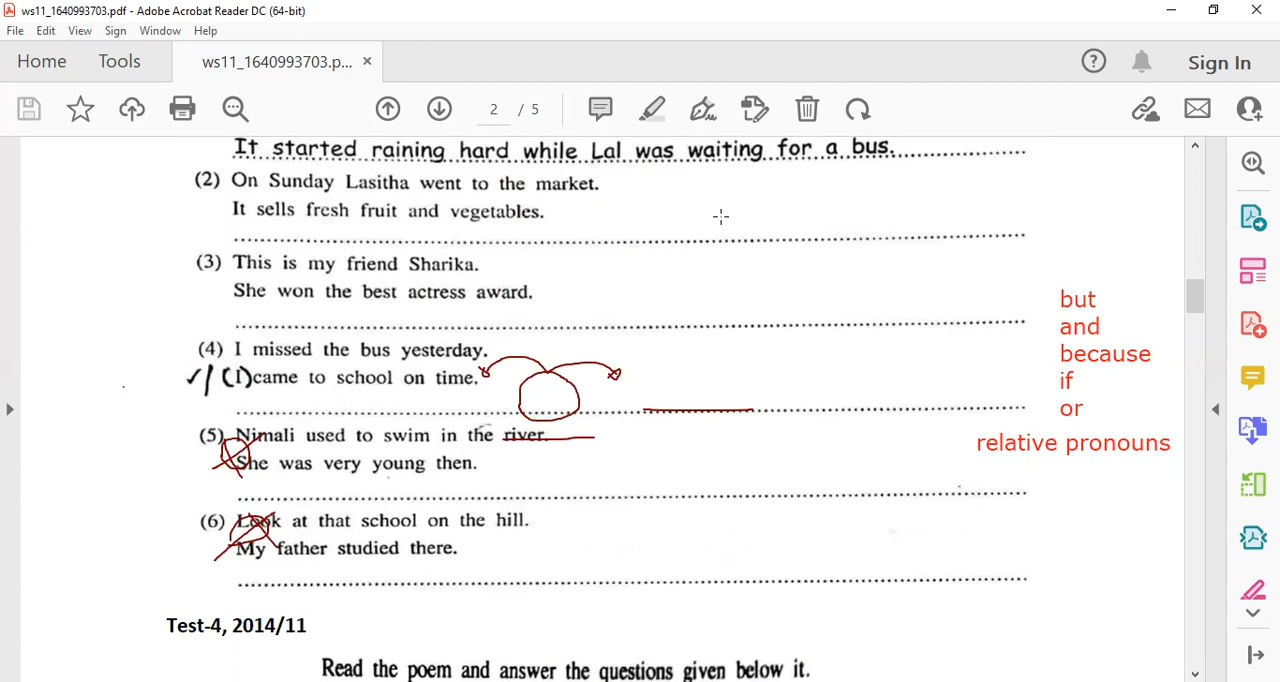 ws11_1640993703.pdf - Adobe Acrobat Reader DC (64-bit)
File Edit View Sign Window Help
Home Tools ws11_1640993703.p... × Sign In
2 / 5
It started raining hard while Lal was waiting for a bus.
(2) On Sunday Lasitha went to the market.
It sells fresh fruit and vegetables.
(3) This is my friend Sharika.
She won the best actress award.
(4) I missed the bus yesterday.
(I) came to school on time.
(5) Nimali used to swim in the river.
She was very young then.
(6) Look at that school on the hill.
My father studied there.
but
and
because
if
or
relative pronouns
Test-4, 2014/11
Read the poem and answer the questions given below it.